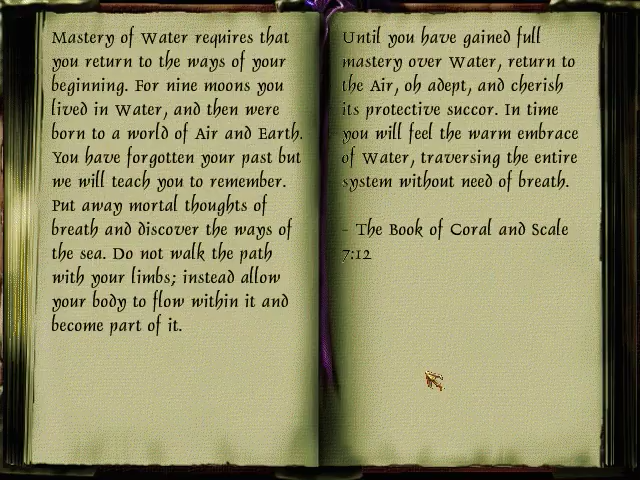 Mastery of Water requires that
you return to the ways of your
beginning. For nine moons you
lived in Water, and then were
born to a world of Air and Earth.
You have forgotten your past but
we will teach you to remember.
Put away mortal thoughts of
breath and discover the ways of
the sea. Do not walk the path
with your limbs; instead allow
your body to flow within it and
become part of it.
Until you have gained full
mastery over Water, return to
the Air, oh adept, and cherish
its protective succor. In time
you will feel the warm embrace
of Water, traversing the entire
system without need of breath.
- The Book of Coral and Scale
7:12